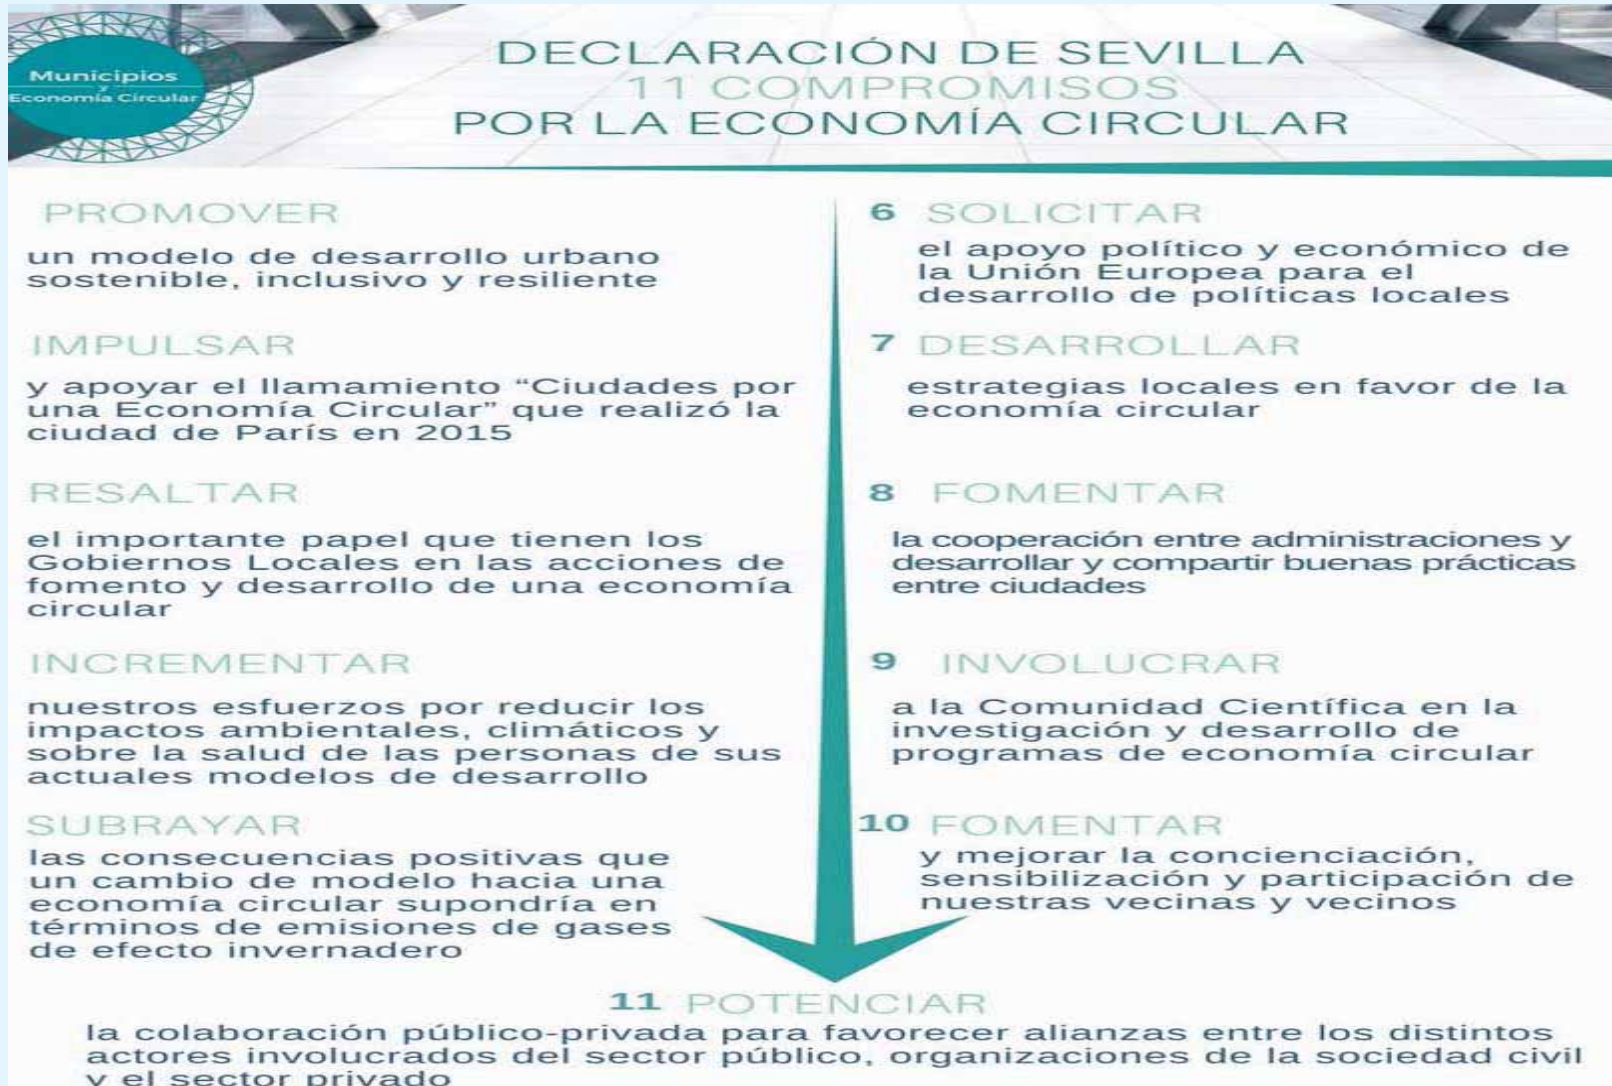 Municipios
y
Economía Circular
DECLARACIÓN DE SEVILLA
11 COMPROMISOS
POR LA ECONOMÍA CIRCULAR
PROMOVER
un modelo de desarrollo urbano
sostenible, inclusivo y resiliente
IMPULSAR
y apoyar el llamamiento “Ciudades por
una Economía Circular” que realizó la
ciudad de París en 2015
RESALTAR
el importante papel que tienen los
Gobiernos Locales en las acciones de
fomento y desarrollo de una economía
circular
INCREMENTAR
nuestros esfuerzos por reducir los
impactos ambientales, climáticos y
sobre la salud de las personas de sus
actuales modelos de desarrollo
SUBRAYAR
las consecuencias positivas que
un cambio de modelo hacia una
economía circular supondría en
términos de emisiones de gases
de efecto invernadero
6 SOLICITAR
el apoyo político y económico de
la Unión Europea para el
desarrollo de políticas locales
7 DESARROLLAR
estrategias locales en favor de la
economía circular
8 FOMENTAR
la cooperación entre administraciones y
desarrollar y compartir buenas prácticas
entre ciudades
9 INVOLUCRAR
a la Comunidad Científica en la
investigación y desarrollo de
programas de economía circular
10 FOMENTAR
y mejorar la concienciación,
sensibilización y participación de
nuestras vecinas y vecinos
11 POTENCIAR
la colaboración público-privada para favorecer alianzas entre los distintos
actores involucrados del sector público, organizaciones de la sociedad civil
y el sector privado